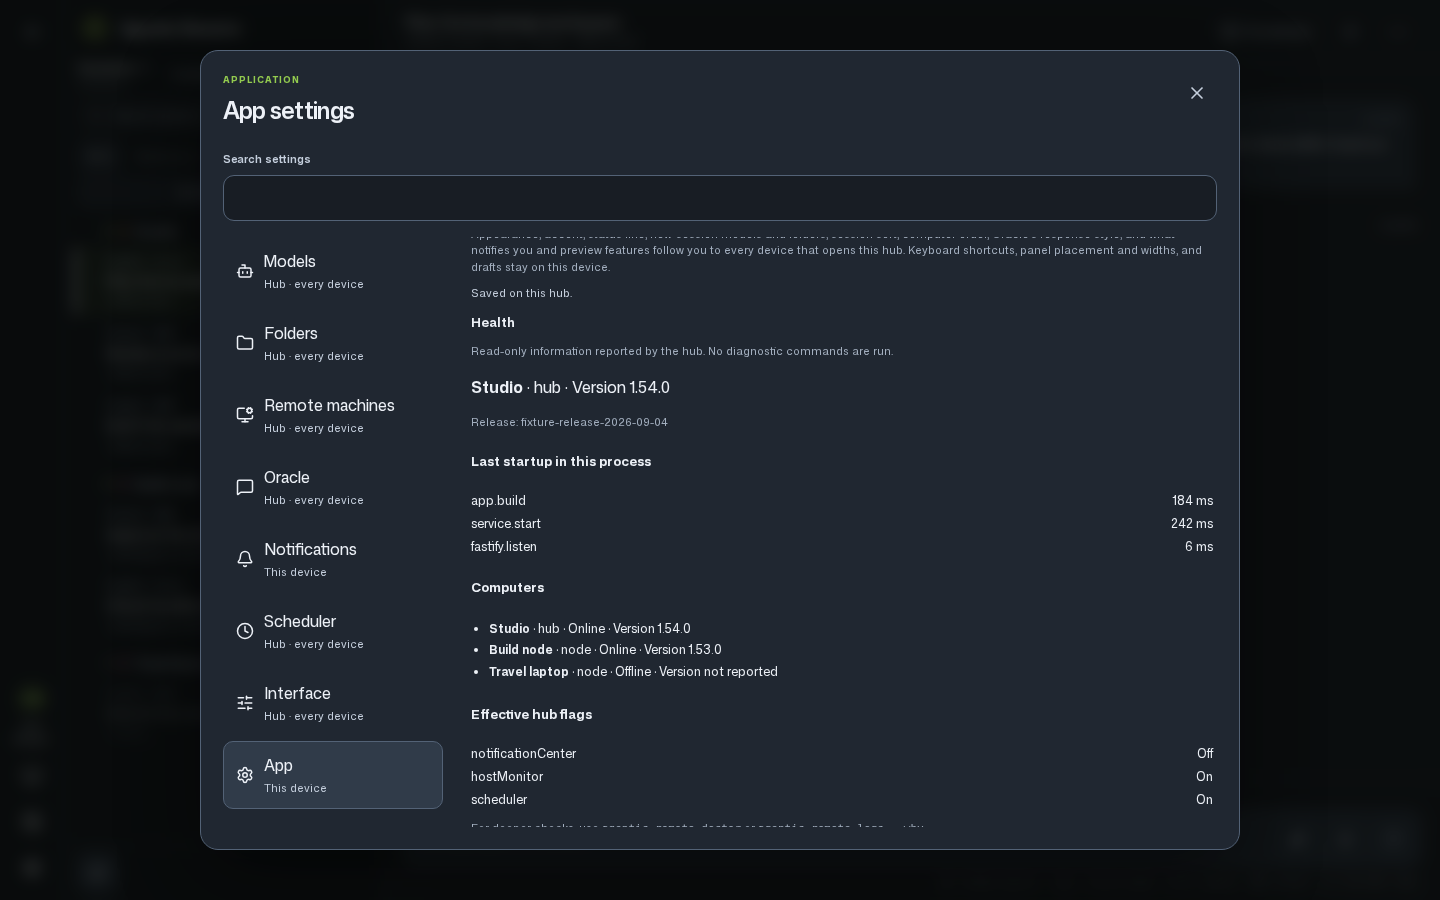 APPLICATION
App settings
Search settings
Models
Hub · every device
Folders
Hub · every device
Remote machines
Hub · every device
Oracle
Hub · every device
Notifications
This device
Scheduler
Hub · every device
Interface
Hub · every device
App
This device
notifies you and preview features follow you to every device that opens this hub. Keyboard shortcuts, panel placement and widths, and
drafts stay on this device.
Saved on this hub.
Health
Read-only information reported by the hub. No diagnostic commands are run.
Studio · hub · Version 1.54.0
Release: fixture-release-2026-09-04
Last startup in this process
app.build 184 ms
service.start 242 ms
fastify.listen 6 ms
Computers
• Studio · hub · Online · Version 1.54.0
• Build node · node · Online · Version 1.53.0
• Travel laptop · node · Offline · Version not reported
Effective hub flags
notificationCenter Off
hostMonitor On
scheduler On